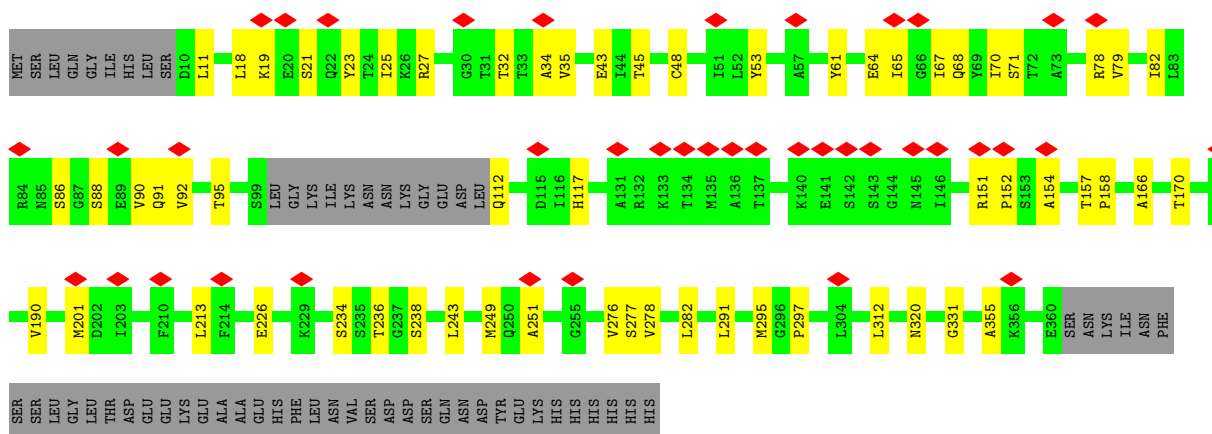 MET SER LEU GLN GLY ILE HIS LEU SER D10 L11 L18 K19 E20 S21 Q22 Y23 T24 I25 K26 R27 G30 T31 T32 T33 A34 V35 E43 I44 T45 C48 I51 L52 Y53 A57 Y61 E64 I65 G66 I67 Q68 Y69 I70 S71 T72 A73 R78 V79 I82 L83
R84 N85 S86 G87 S88 E89 V90 Q91 V92 T95 S99 LEU GLY LYS ILE LYS ASN ASN LYS GLY GLU ASP LEU Q112 D115 I116 H117 A131 R132 K133 T134 M135 A136 T137 K140 E141 S142 S143 G144 N145 I146 R151 P152 S153 A154 T157 P158 A166 T170
V190 M201 D202 I203 F210 L213 F214 E226 K229 S234 S235 T236 G237 S238 L243 M249 Q250 A251 G255 V276 S277 V278 L282 L291 M295 G296 P297 L304 L312 N320 G331 A355 K356 E360 SER ASN LYS ILE ASN PHE
SER SER LEU GLY LEU THR ASP GLU GLU LYS GLU ALA ALA GLU HIS PHE LEU ASN VAL SER ASP ASP SER GLN ASN ASP TYR GLU LYS HIS HIS HIS HIS HIS HIS